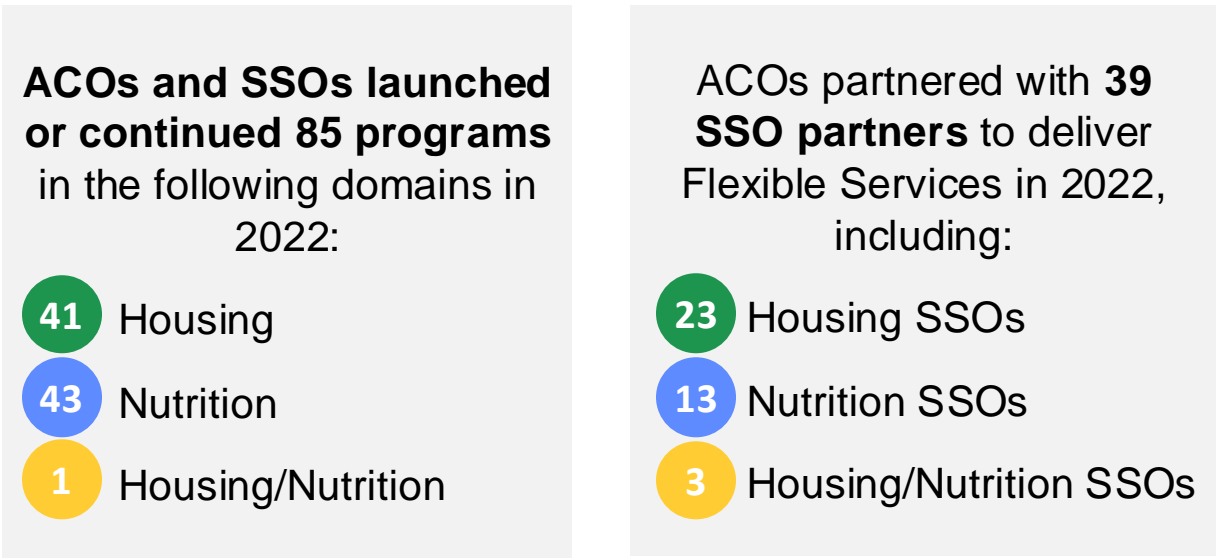 ACOs and SSOs launched
or continued 85 programs
in the following domains in
2022:
41 Housing
43 Nutrition
1 Housing/Nutrition
ACOs partnered with 39
SSO partners to deliver
Flexible Services in 2022,
including:
23 Housing SSOs
13 Nutrition SSOs
3 Housing/Nutrition SSOs